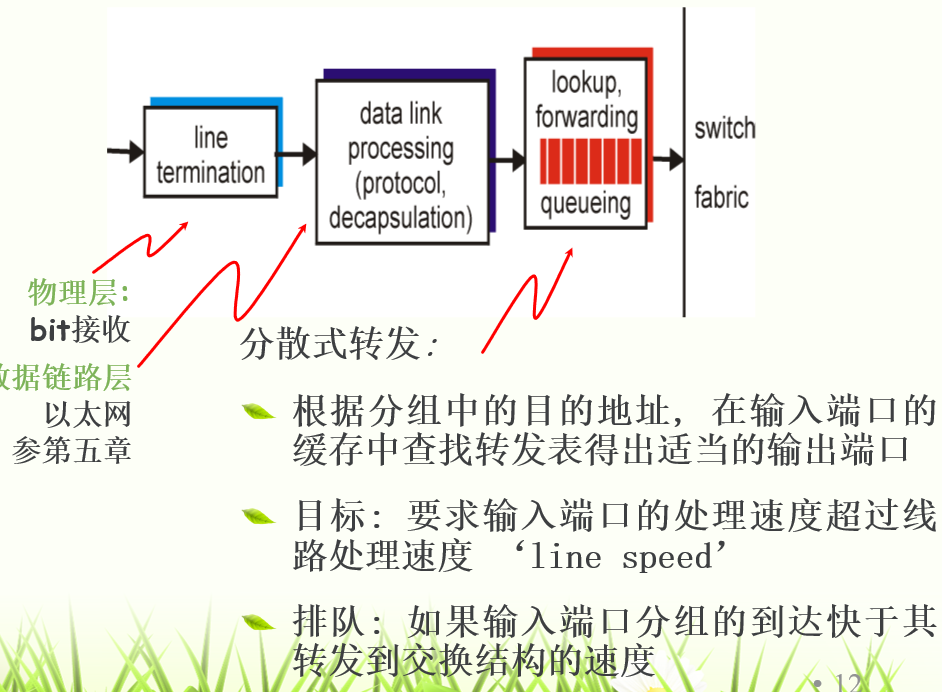 line
termination
data link
processing
(protocol,
decapsulation)
lookup,
forwarding
queueing
switch
fabric
物理层:
bit接收
数据链路层
以太网
参第五章
分散式转发:
根据分组中的目的地址, 在输入端口的
缓存中查找转发表得出适当的输出端口
目标: 要求输入端口的处理速度超过线
路处理速度 ‘line speed’
排队: 如果输入端口分组的到达快于其
转发到交换结构的速度
• 12